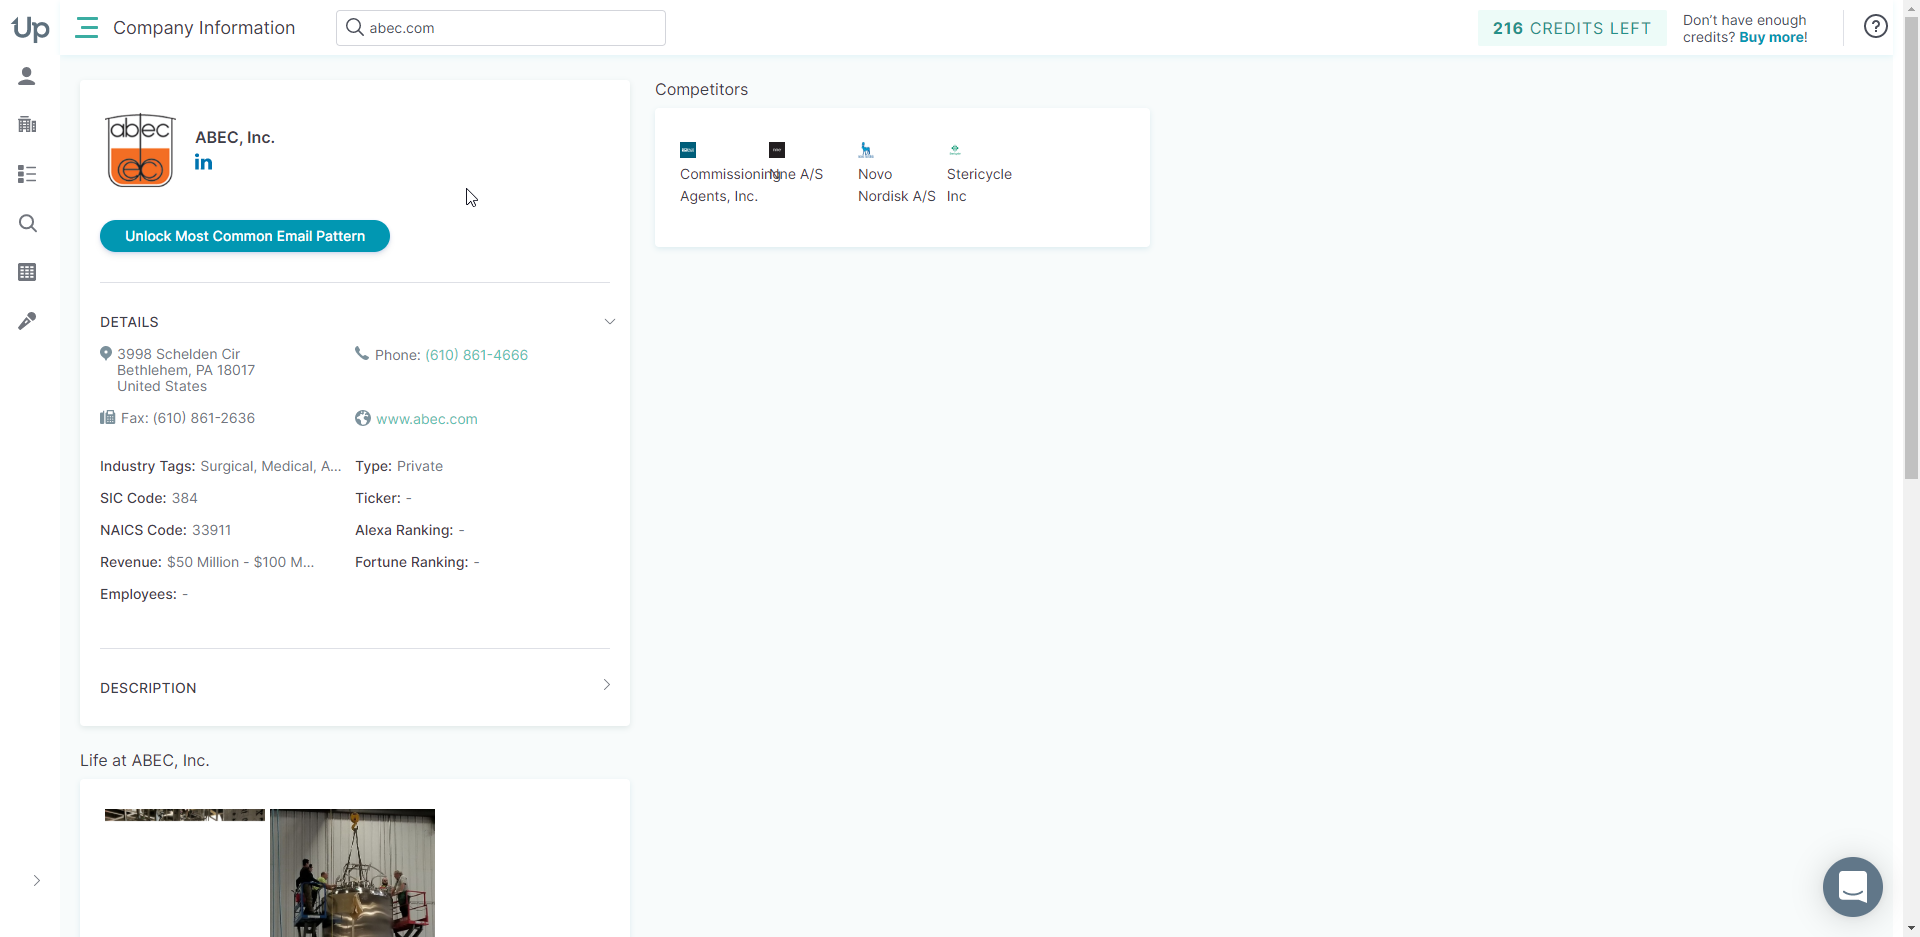 Up
Company Information
abec.com
216 CREDITS LEFT
Don't have enough
credits? Buy more!
abec
ec
ABEC, Inc.
in
Unlock Most Common Email Pattern
DETAILS
3998 Schelden Cir
Bethlehem, PA 18017
United States
Phone: (610) 861-4666
Fax: (610) 861-2636
www.abec.com
Industry Tags: Surgical, Medical, A...
Type: Private
SIC Code: 384
Ticker: -
NAICS Code: 33911
Alexa Ranking: -
Revenue: $50 Million - $100 M...
Fortune Ranking: -
Employees: -
DESCRIPTION
Life at ABEC, Inc.
Competitors
Commissioning
Agents, Inc.
Nne A/S
Novo
Nordisk A/S
Stericycle
Inc